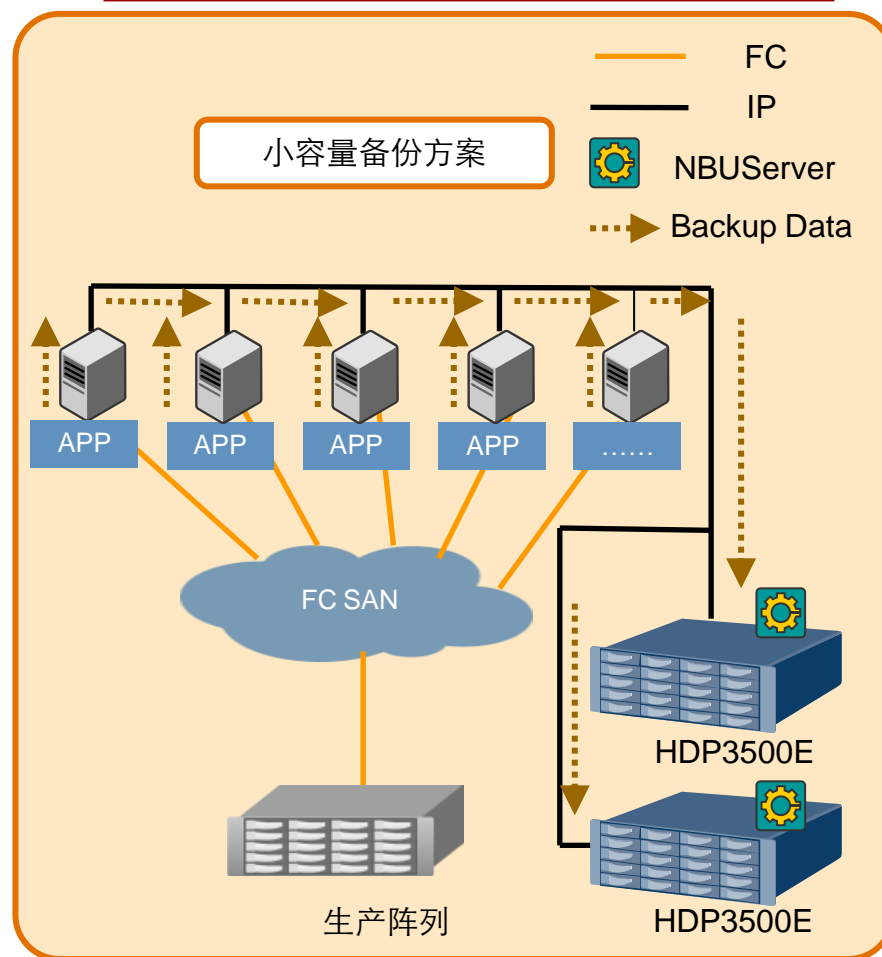 FC
IP
小容量备份方案
NBUServer
Backup Data
APP
APP
APP
APP
……
FC SAN
HDP3500E
生产阵列
HDP3500E